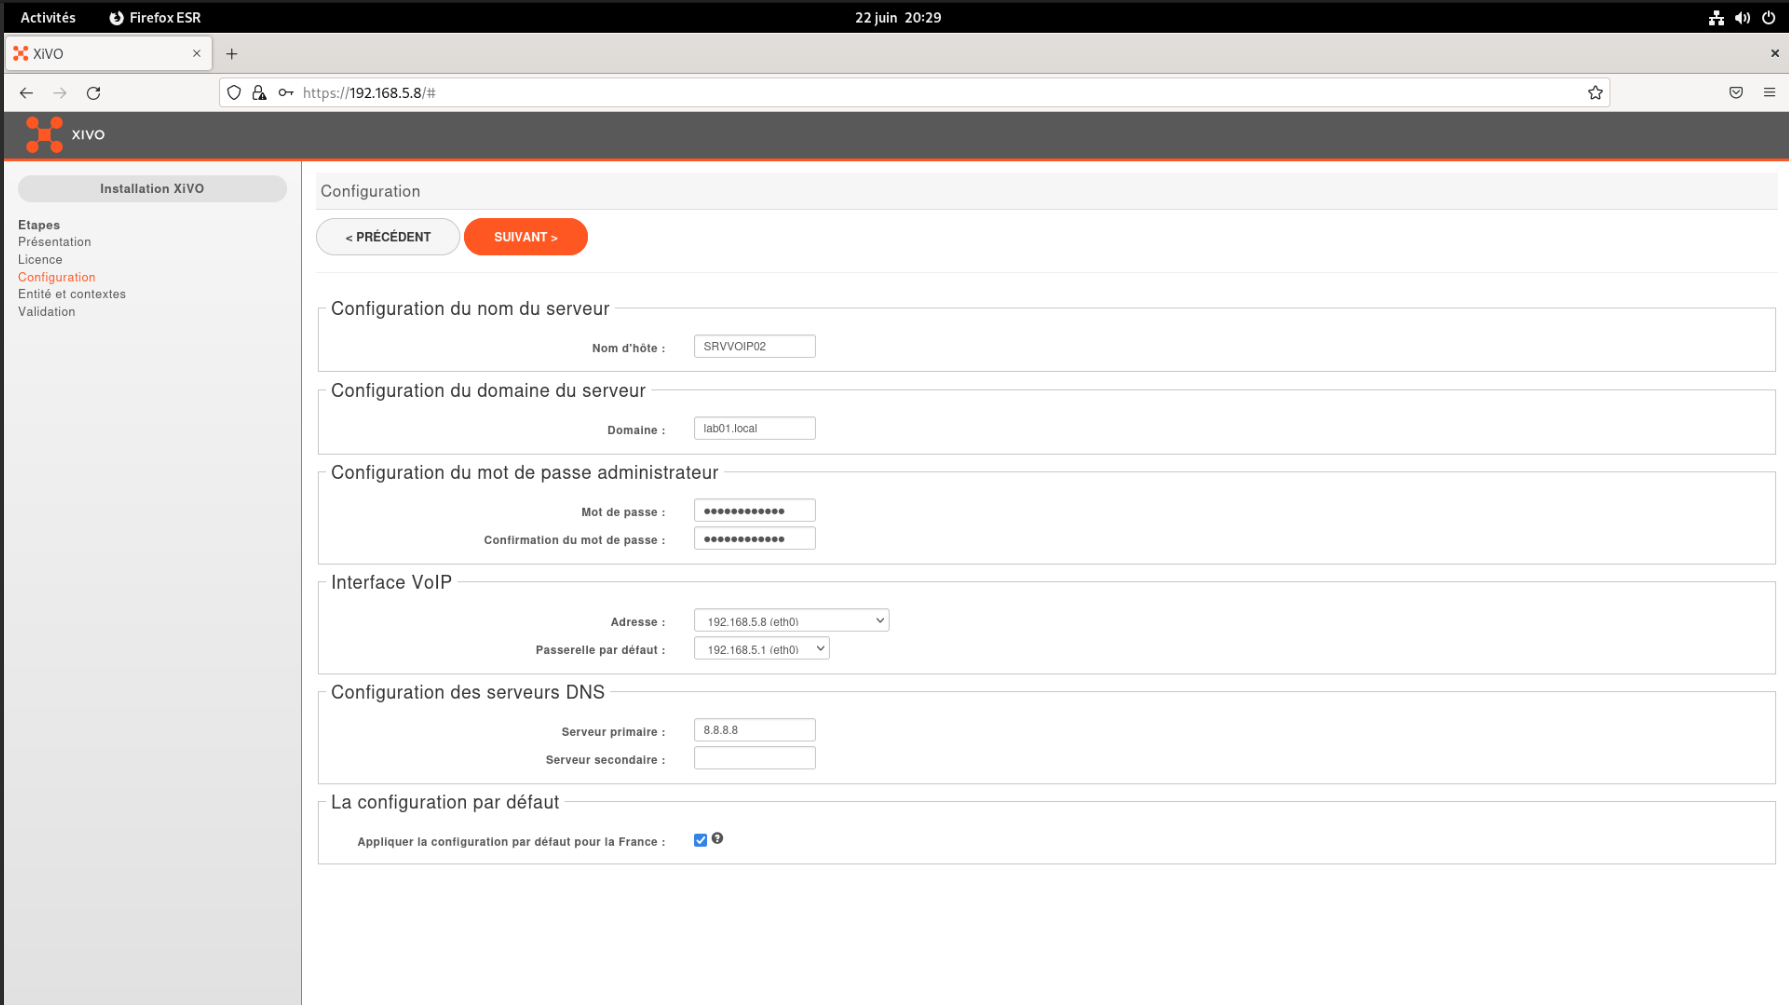 Activités Firefox ESR 22 juin 20:29
XiVO
https://192.168.5.8/#
XIVO
Installation XiVO
Etapes
Présentation
Licence
Configuration
Entité et contextes
Validation
Configuration
< PRÉCÉDENT SUIVANT >
Configuration du nom du serveur
Nom d'hôte : SRVVOIP02
Configuration du domaine du serveur
Domaine : lab01.local
Configuration du mot de passe administrateur
Mot de passe : ••••••••••••
Confirmation du mot de passe : ••••••••••••
Interface VoIP
Adresse : 192.168.5.8 (eth0)
Passerelle par défaut : 192.168.5.1 (eth0)
Configuration des serveurs DNS
Serveur primaire : 8.8.8.8
Serveur secondaire :
La configuration par défaut
Appliquer la configuration par défaut pour la France :